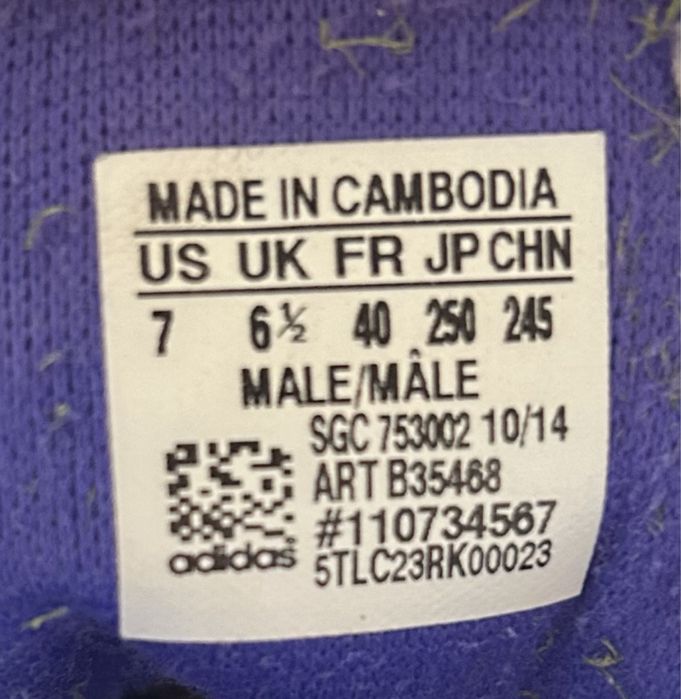 MADE IN CAMBODIA
US UK FR JP CHN
7 6½ 40 250 245
MALE/MÂLE
SGC 753002 10/14
ART B35468
#110734567
adidas 5TLC23RK00023